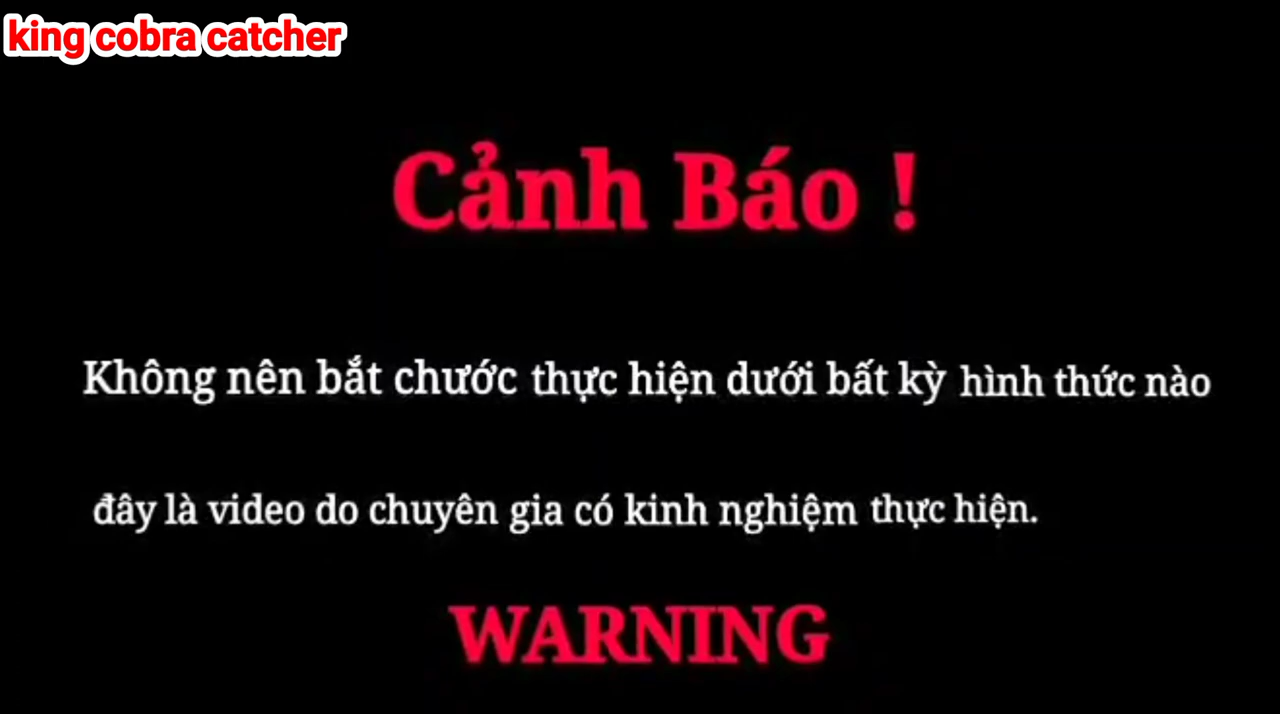 king cobra catcher
Cảnh Báo !
Không nên bắt chước thực hiện dưới bất kỳ hình thức nào
đây là video do chuyên gia có kinh nghiệm thực hiện.
WARNING